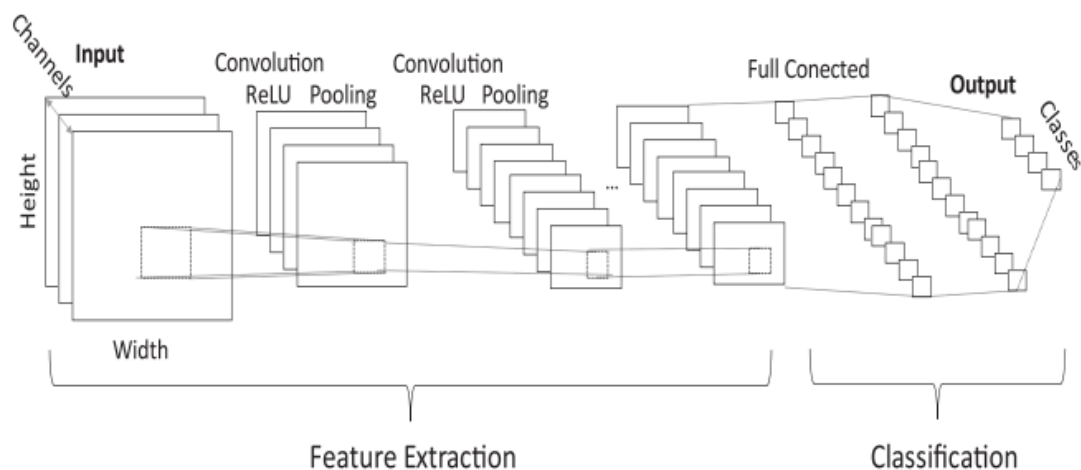 Channels
Input
Height
Width
Convolution
ReLU Pooling
Convolution
ReLU Pooling
...
Full Conected
Output
Classes
Feature Extraction
Classification